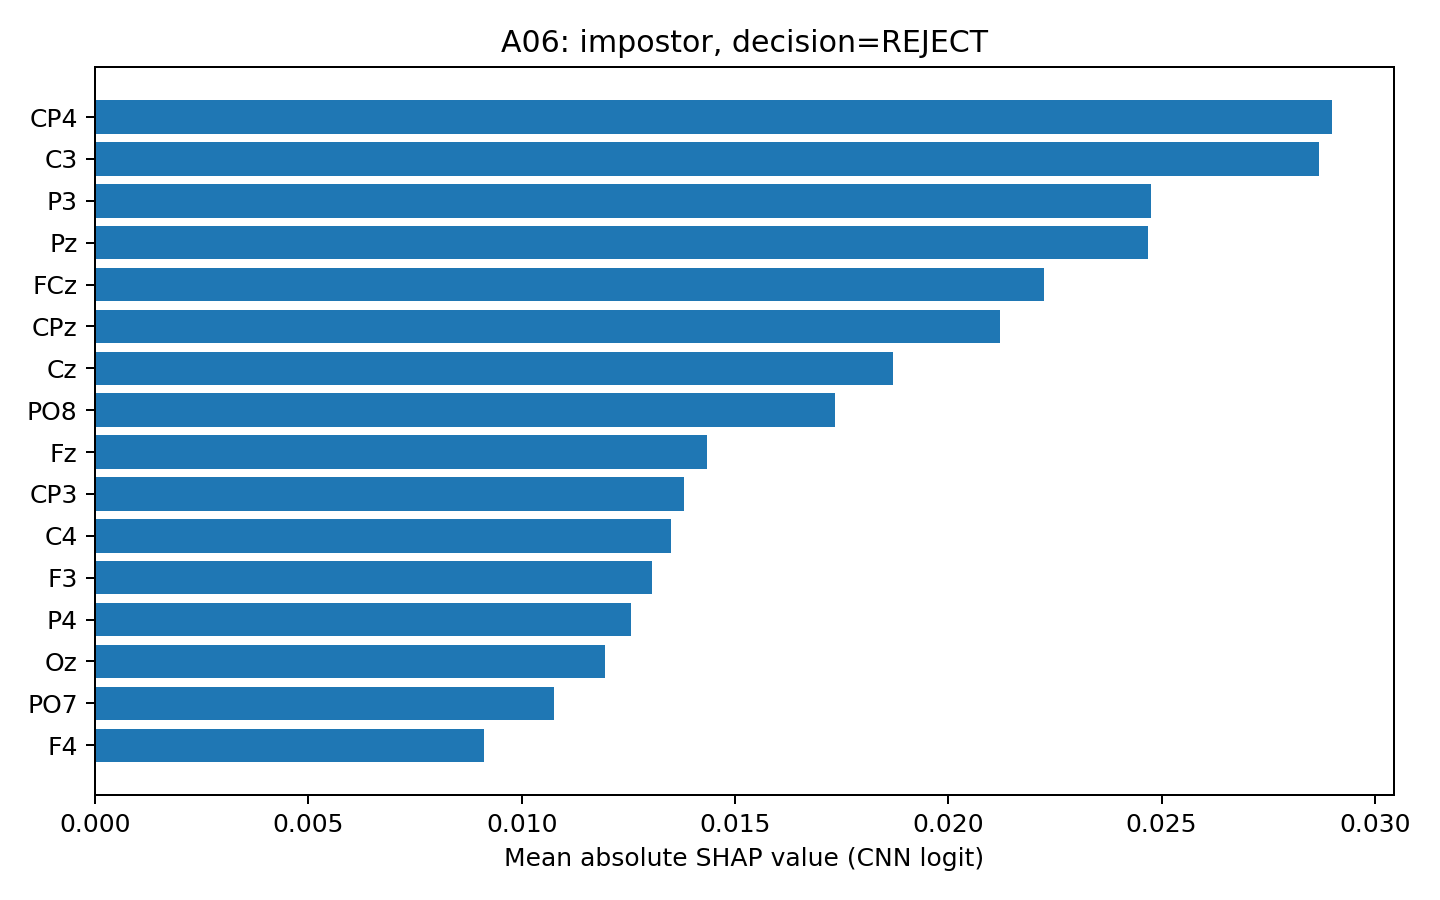 A06: impostor, decision=REJECT
CP4
C3
P3
Pz
FCz
CPz
Cz
PO8
Fz
CP3
C4
F3
P4
Oz
PO7
F4
0.000 0.005 0.010 0.015 0.020 0.025 0.030
Mean absolute SHAP value (CNN logit)